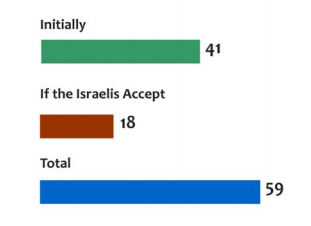 Initially
41
If the Israelis Accept
18
Total
59